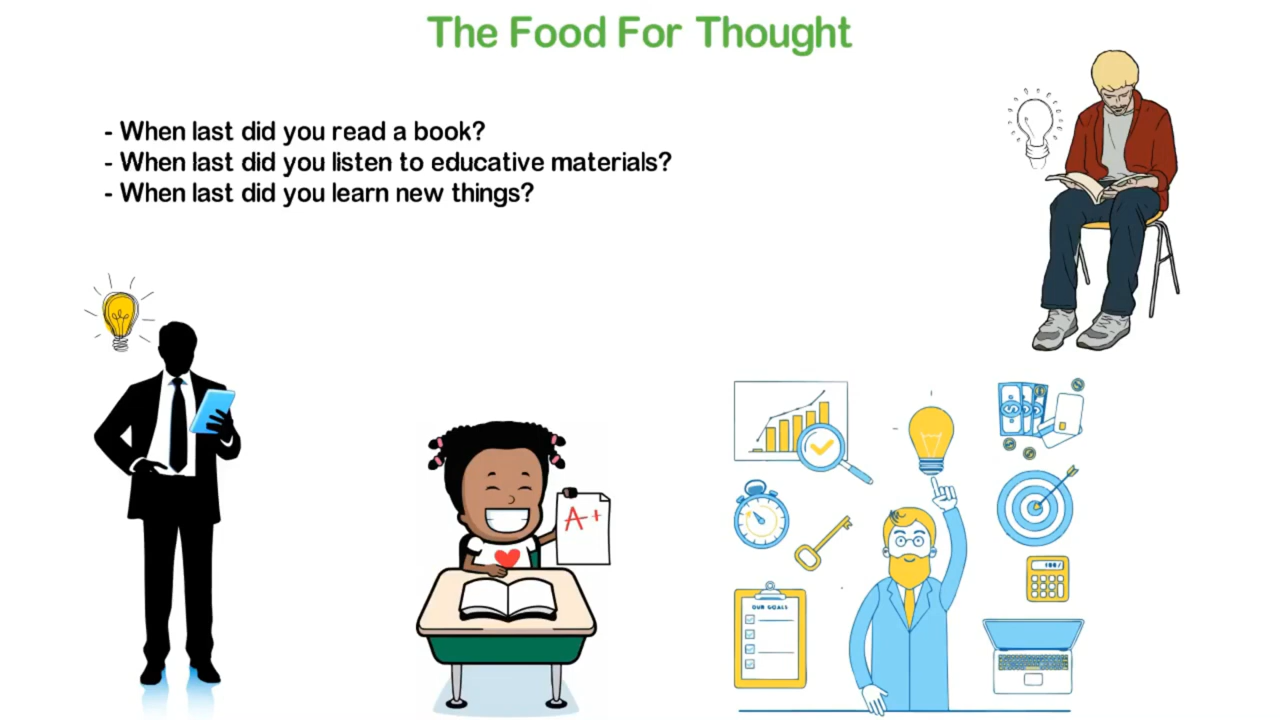 The Food For Thought
- When last did you read a book?
- When last did you listen to educative materials?
- When last did you learn new things?
A+
OUR GOALS